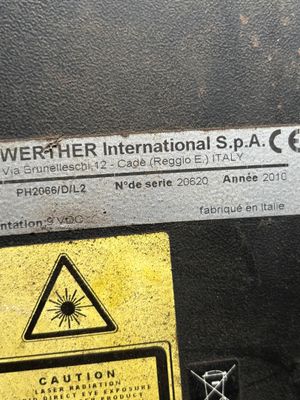 WERTHER International S.p.A. CE
Via Brunelleschi,12 - Cadè (Reggio E.) ITALY
PH2066/D/L2 N°de serie 20620 Année 2010
ntation 9 VDC
fabriqué en Italie
CAUTION
LASER RADIATION
DIRECT EYE EXPOSURE
PRODUCT